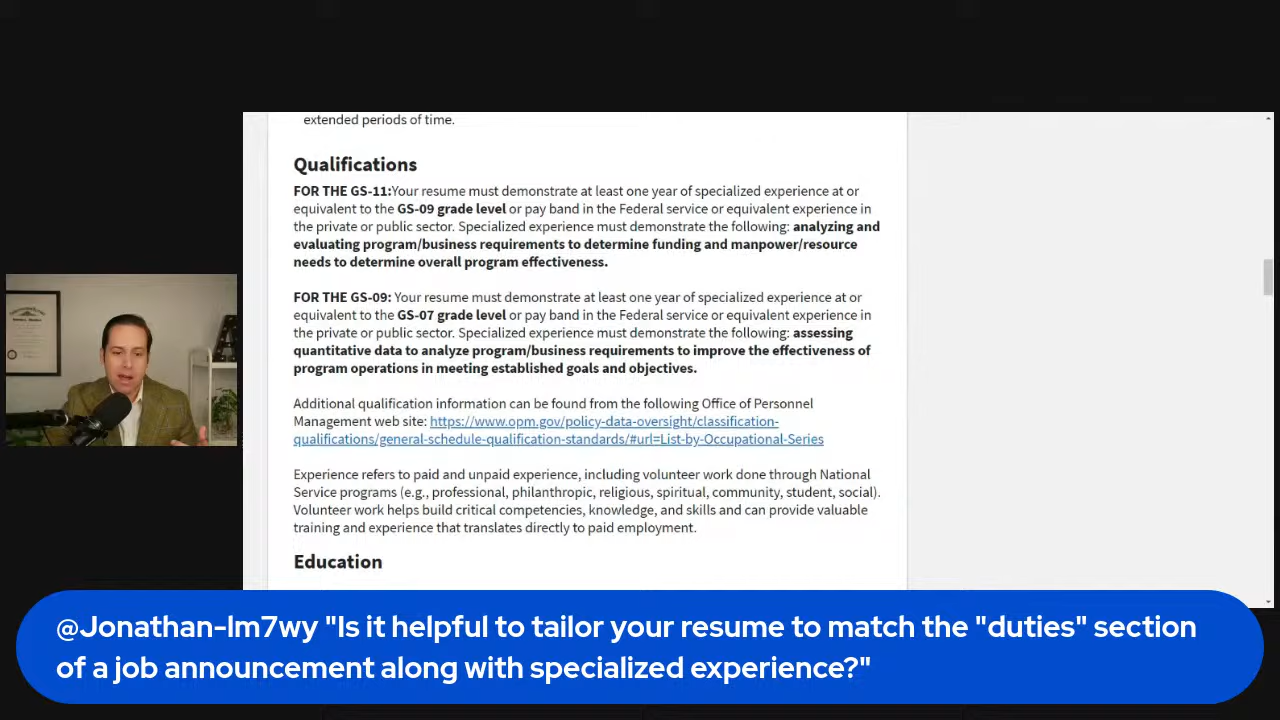 extended periods of time.
Qualifications
FOR THE GS-11:Your resume must demonstrate at least one year of specialized experience at or
equivalent to the GS-09 grade level or pay band in the Federal service or equivalent experience in
the private or public sector. Specialized experience must demonstrate the following: analyzing and
evaluating program/business requirements to determine funding and manpower/resource
needs to determine overall program effectiveness.
FOR THE GS-09: Your resume must demonstrate at least one year of specialized experience at or
equivalent to the GS-07 grade level or pay band in the Federal service or equivalent experience in
the private or public sector. Specialized experience must demonstrate the following: assessing
quantitative data to analyze program/business requirements to improve the effectiveness of
program operations in meeting established goals and objectives.
Additional qualification information can be found from the following Office of Personnel
Management web site: https://www.opm.gov/policy-data-oversight/classification-
qualifications/general-schedule-qualification-standards/#url=List-by-Occupational-Series
Experience refers to paid and unpaid experience, including volunteer work done through National
Service programs (e.g., professional, philanthropic, religious, spiritual, community, student, social).
Volunteer work helps build critical competencies, knowledge, and skills and can provide valuable
training and experience that translates directly to paid employment.
Education
@Jonathan-lm7wy "Is it helpful to tailor your resume to match the "duties" section
of a job announcement along with specialized experience?"